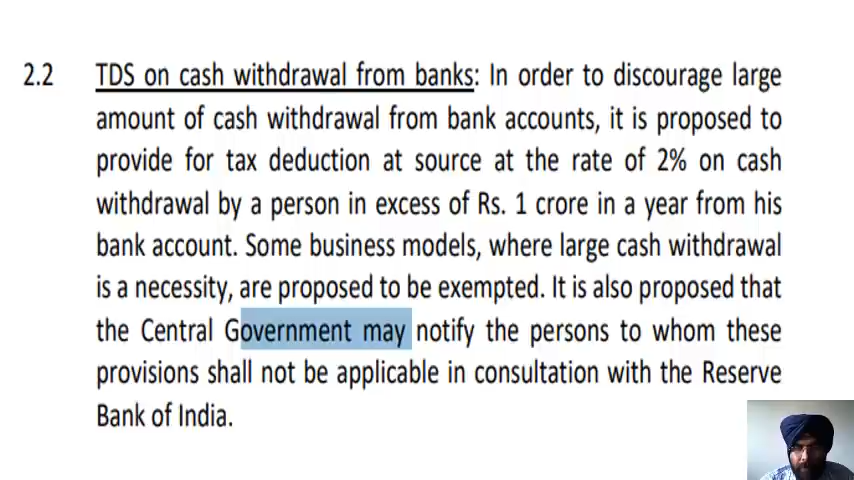 2.2 TDS on cash withdrawal from banks: In order to discourage large
amount of cash withdrawal from bank accounts, it is proposed to
provide for tax deduction at source at the rate of 2% on cash
withdrawal by a person in excess of Rs. 1 crore in a year from his
bank account. Some business models, where large cash withdrawal
is a necessity, are proposed to be exempted. It is also proposed that
the Central Government may notify the persons to whom these
provisions shall not be applicable in consultation with the Reserve
Bank of India.